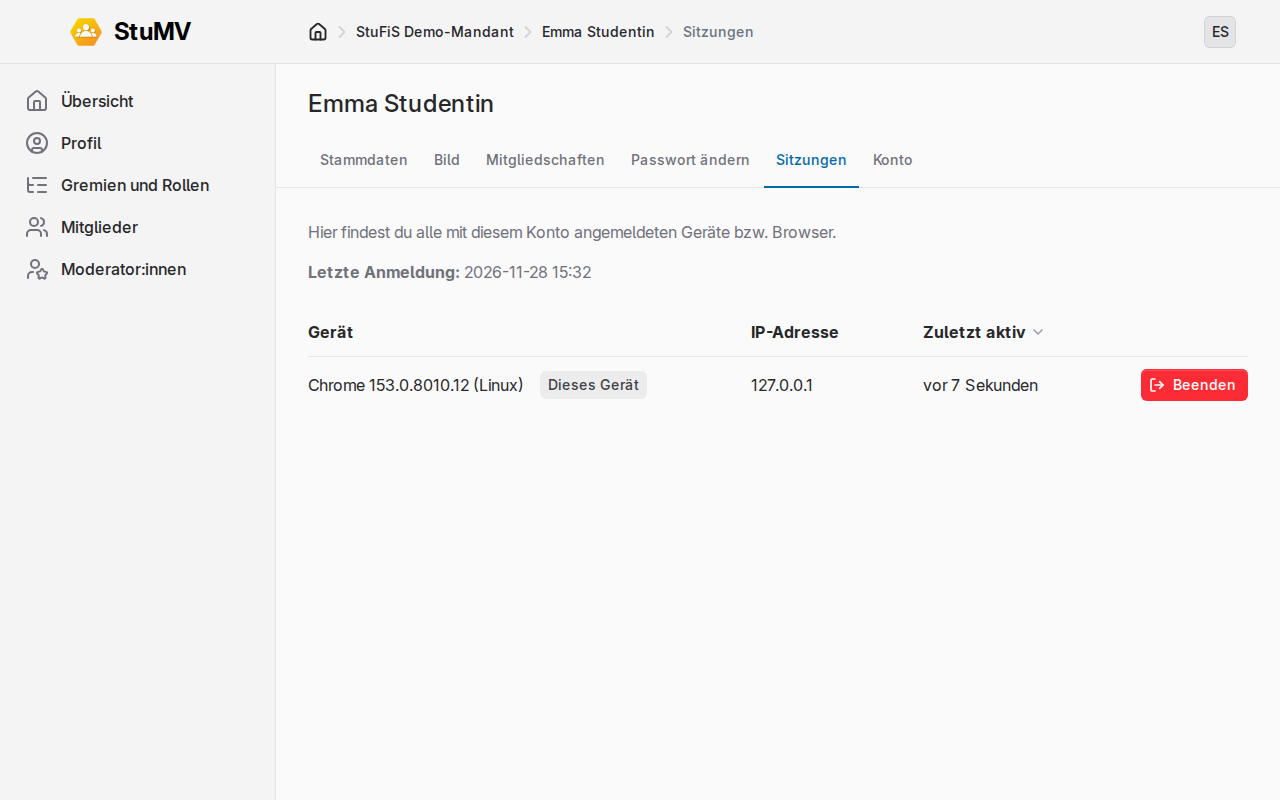 StuMV
StuFiS Demo-Mandant
Emma Studentin
Sitzungen
ES
Übersicht
Profil
Gremien und Rollen
Mitglieder
Moderator:innen
Emma Studentin
Stammdaten
Bild
Mitgliedschaften
Passwort ändern
Sitzungen
Konto
Hier findest du alle mit diesem Konto angemeldeten Geräte bzw. Browser.
Letzte Anmeldung: 2026-11-28 15:32
Gerät
IP-Adresse
Zuletzt aktiv
Chrome 153.0.8010.12 (Linux)
Dieses Gerät
127.0.0.1
vor 7 Sekunden
Beenden